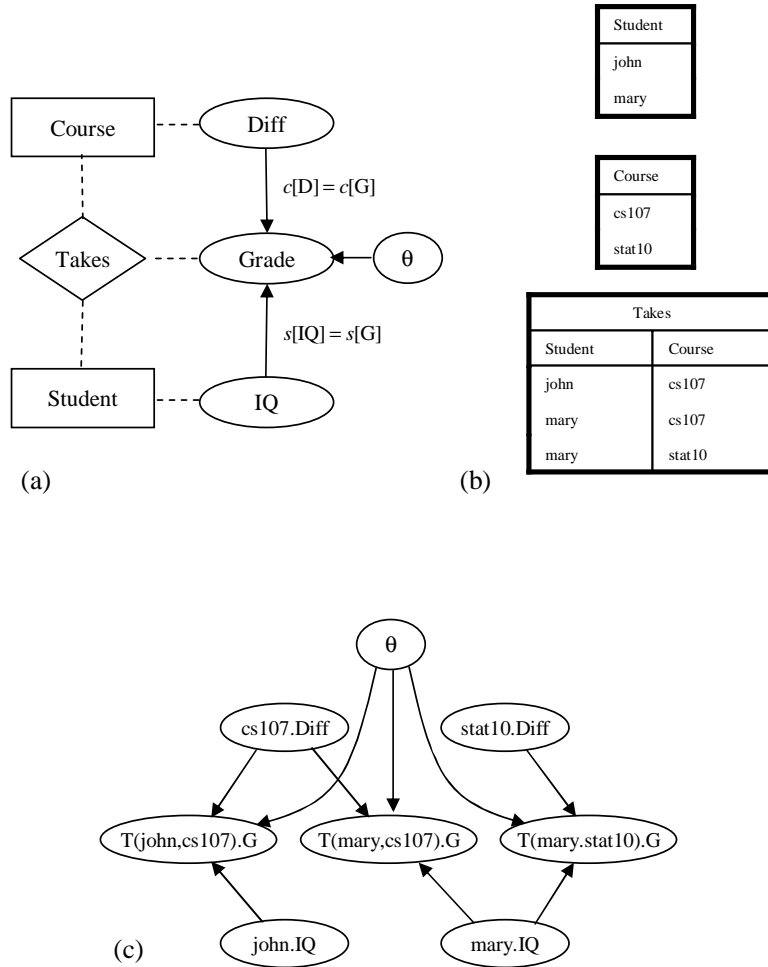 Course
Diff
c[D] = c[G]
Takes
Grade
θ
s[IQ] = s[G]
Student
IQ
(a)
Student
john
mary
Course
cs107
stat10
Takes
Student Course
john cs107
mary cs107
mary stat10
(b)
θ
cs107.Diff stat10.Diff
T(john,cs107).G T(mary,cs107).G T(mary.stat10).G
john.IQ mary.IQ
(c)